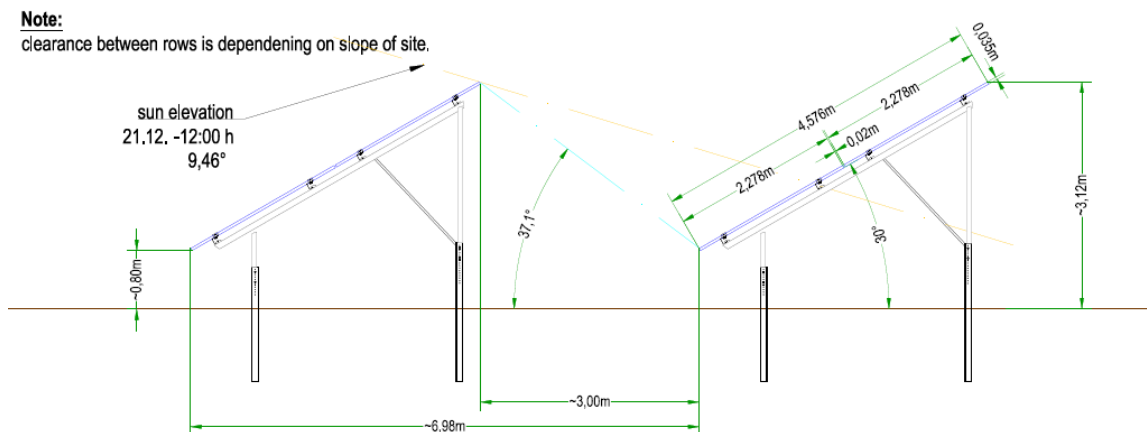 Note:
clearance between rows is dependening on slope of site.
sun elevation
21.12. -12:00 h
9,46°
0,035m
4,576m
2,278m
0,02m
2,278m
37,1°
30°
~3,12m
~0,80m
~3,00m
~6,98m